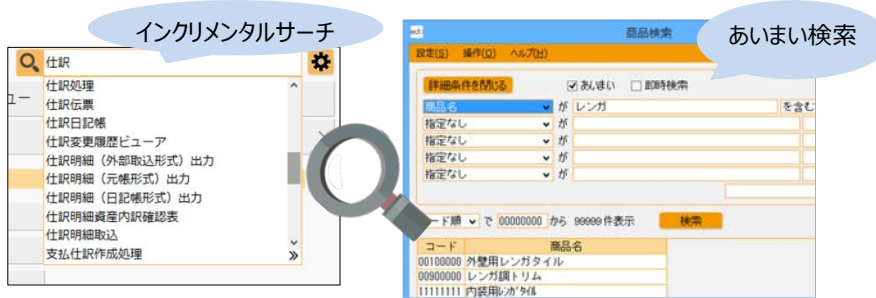 インクリメンタルサーチ
あいまい検索
仕訳
ュー
仕訳処理
仕訳伝票
仕訳日記帳
仕訳変更履歴ビューア
仕訳明細（外部取込形式）出力
仕訳明細（元帳形式）出力
仕訳明細（日記帳形式）出力
仕訳明細資産内訳確認表
仕訳明細取込
支払仕訳作成処理
商品検索
設定(S) 操作(O) ヘルプ(H)
詳細条件を閉じる あいまい 即時検索
商品名 が レンガ を含む
指定なし が
指定なし が
指定なし が
指定なし が
ード順 で 00000000 から 99999件表示 検索
コード 商品名
00100000 外壁用レンガタイル
00900000 レンガ調トリム
11111111 内装用ﾚﾝｶﾞﾀｲﾙ